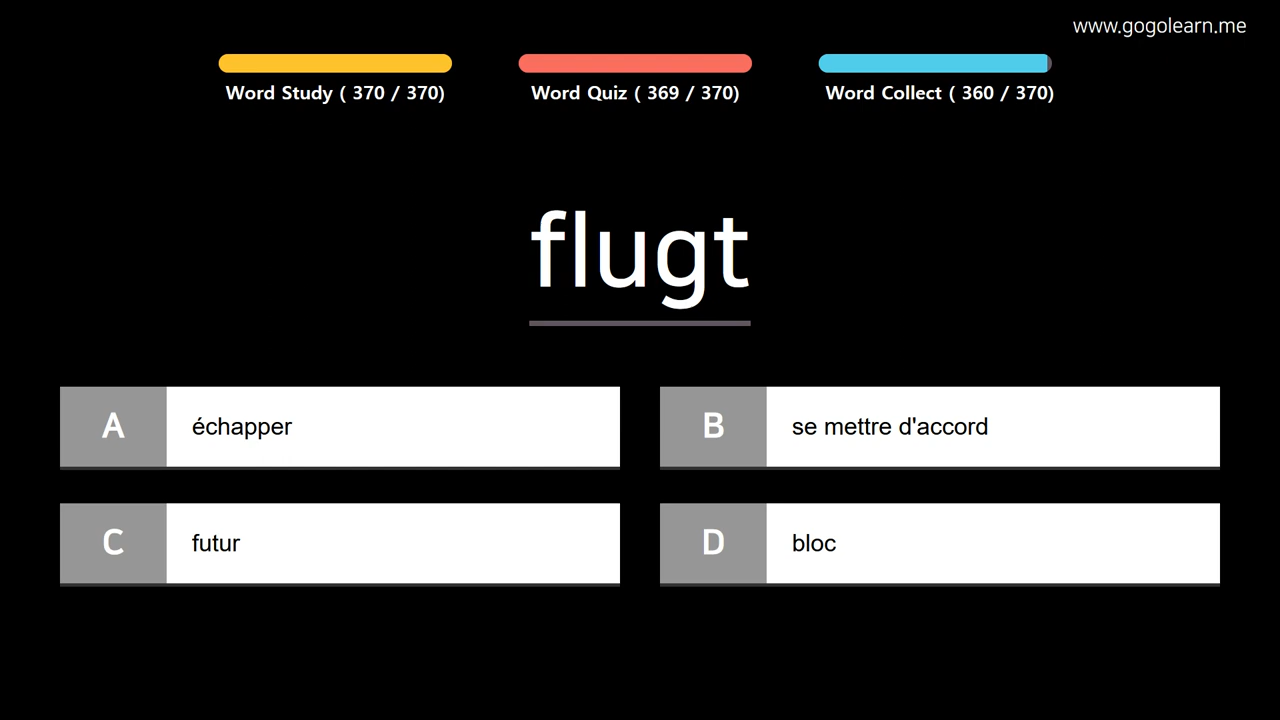 www.gogolearn.me
Word Study ( 370 / 370)
Word Quiz ( 369 / 370)
Word Collect ( 360 / 370)
flugt
A échapper
B se mettre d'accord
C futur
D bloc